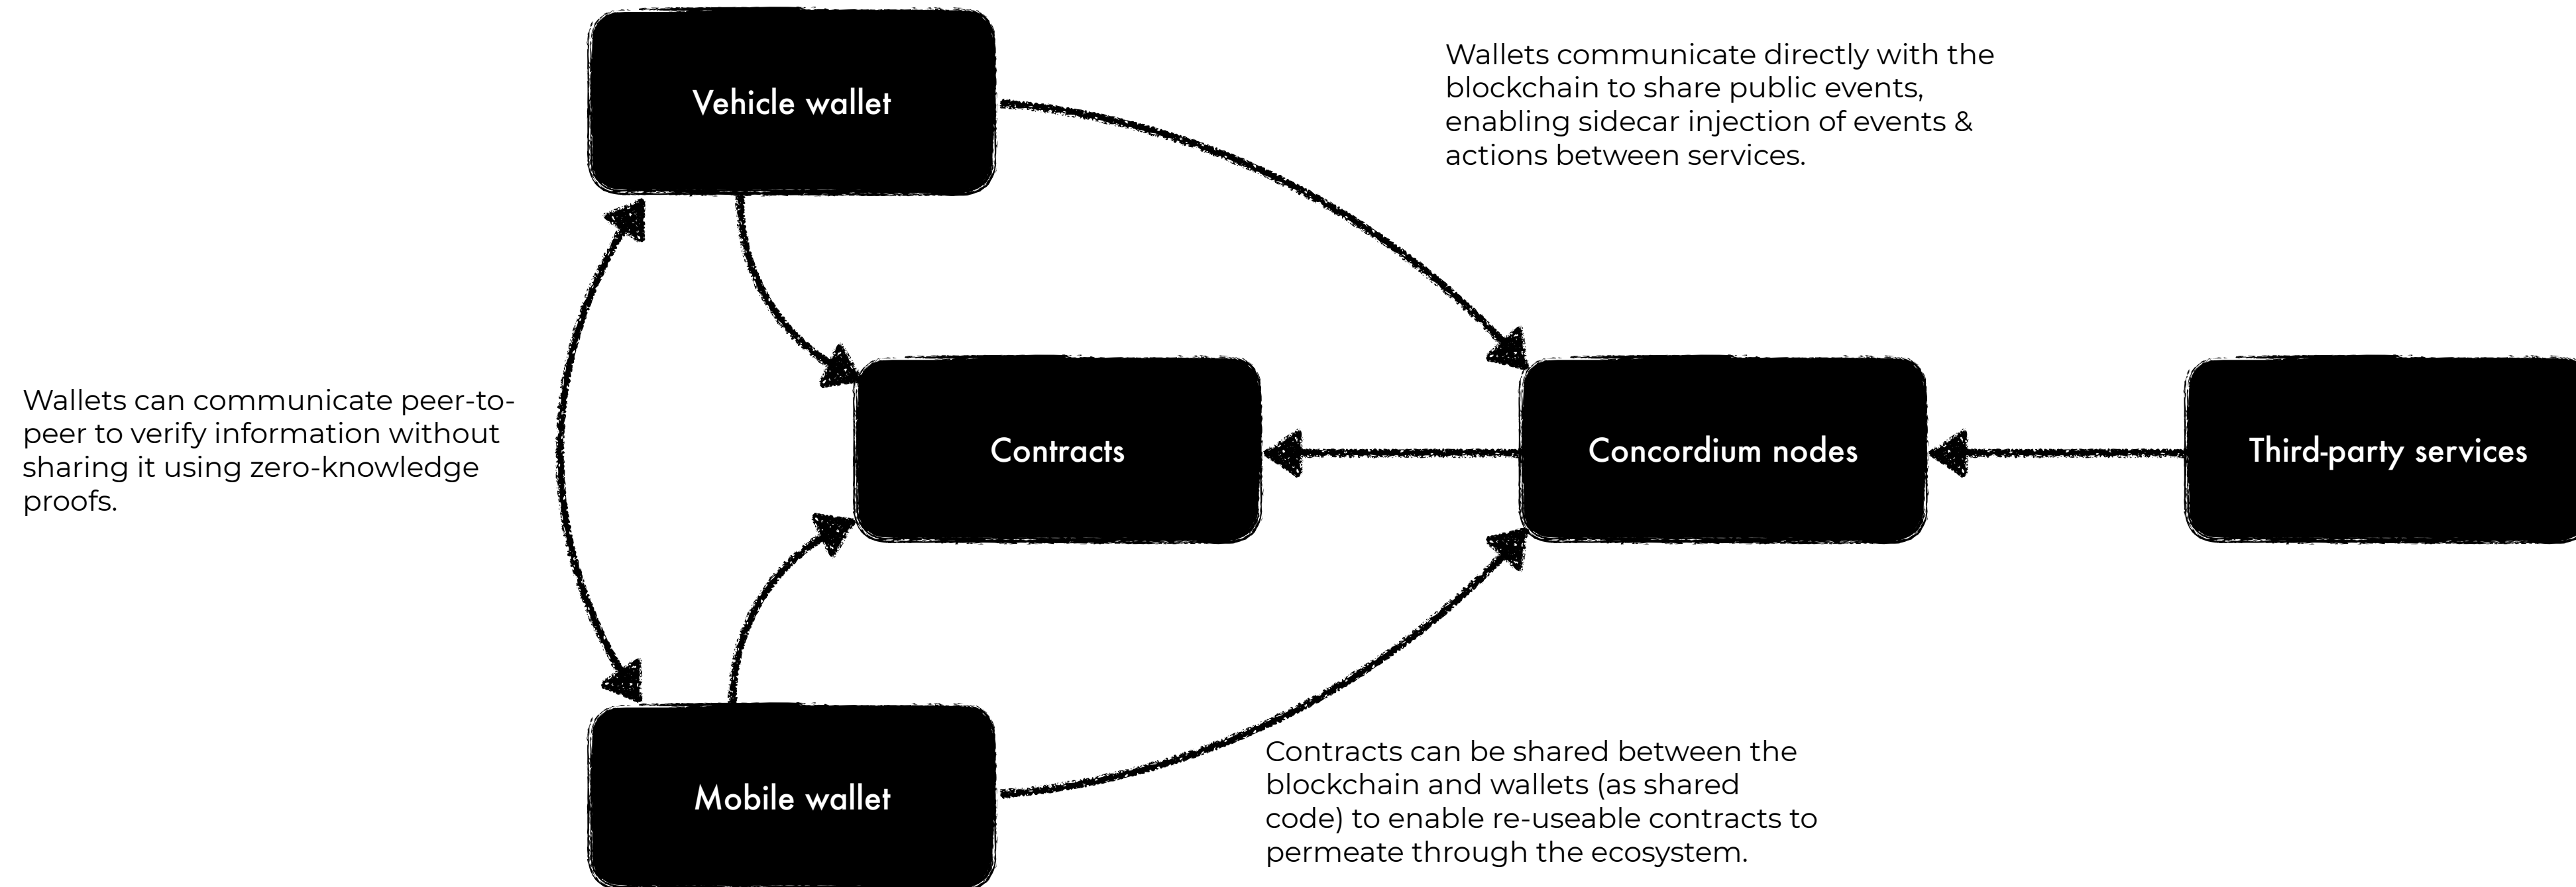 Vehicle wallet
Wallets communicate directly with the
blockchain to share public events,
enabling sidecar injection of events &
actions between services.
Wallets can communicate peer-to-
peer to verify information without
sharing it using zero-knowledge
proofs.
Contracts
Concordium nodes
Third-party services
Mobile wallet
Contracts can be shared between the
blockchain and wallets (as shared
code) to enable re-useable contracts to
permeate through the ecosystem.